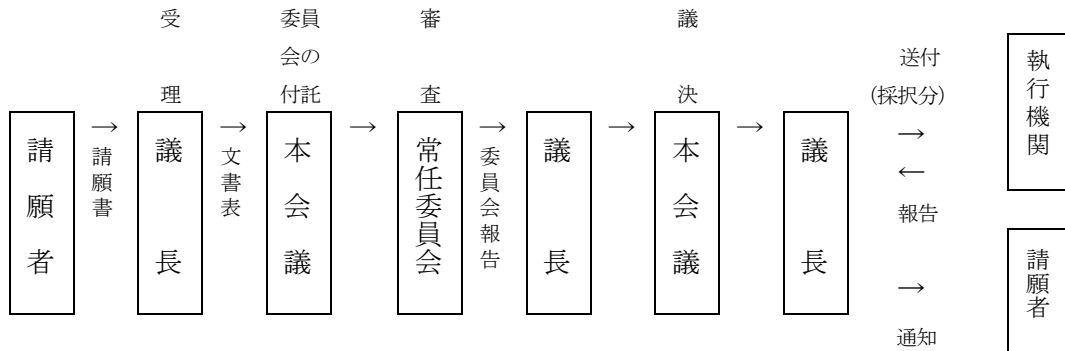 受理
委員会の付託
審査
議決
請願者
→
請願書
議長
→
文書表
本会議
→
常任委員会
→
委員会報告
議長
→
本会議
→
議長
送付
(採択分)
→
←
報告
執行機関
→
通知
請願者